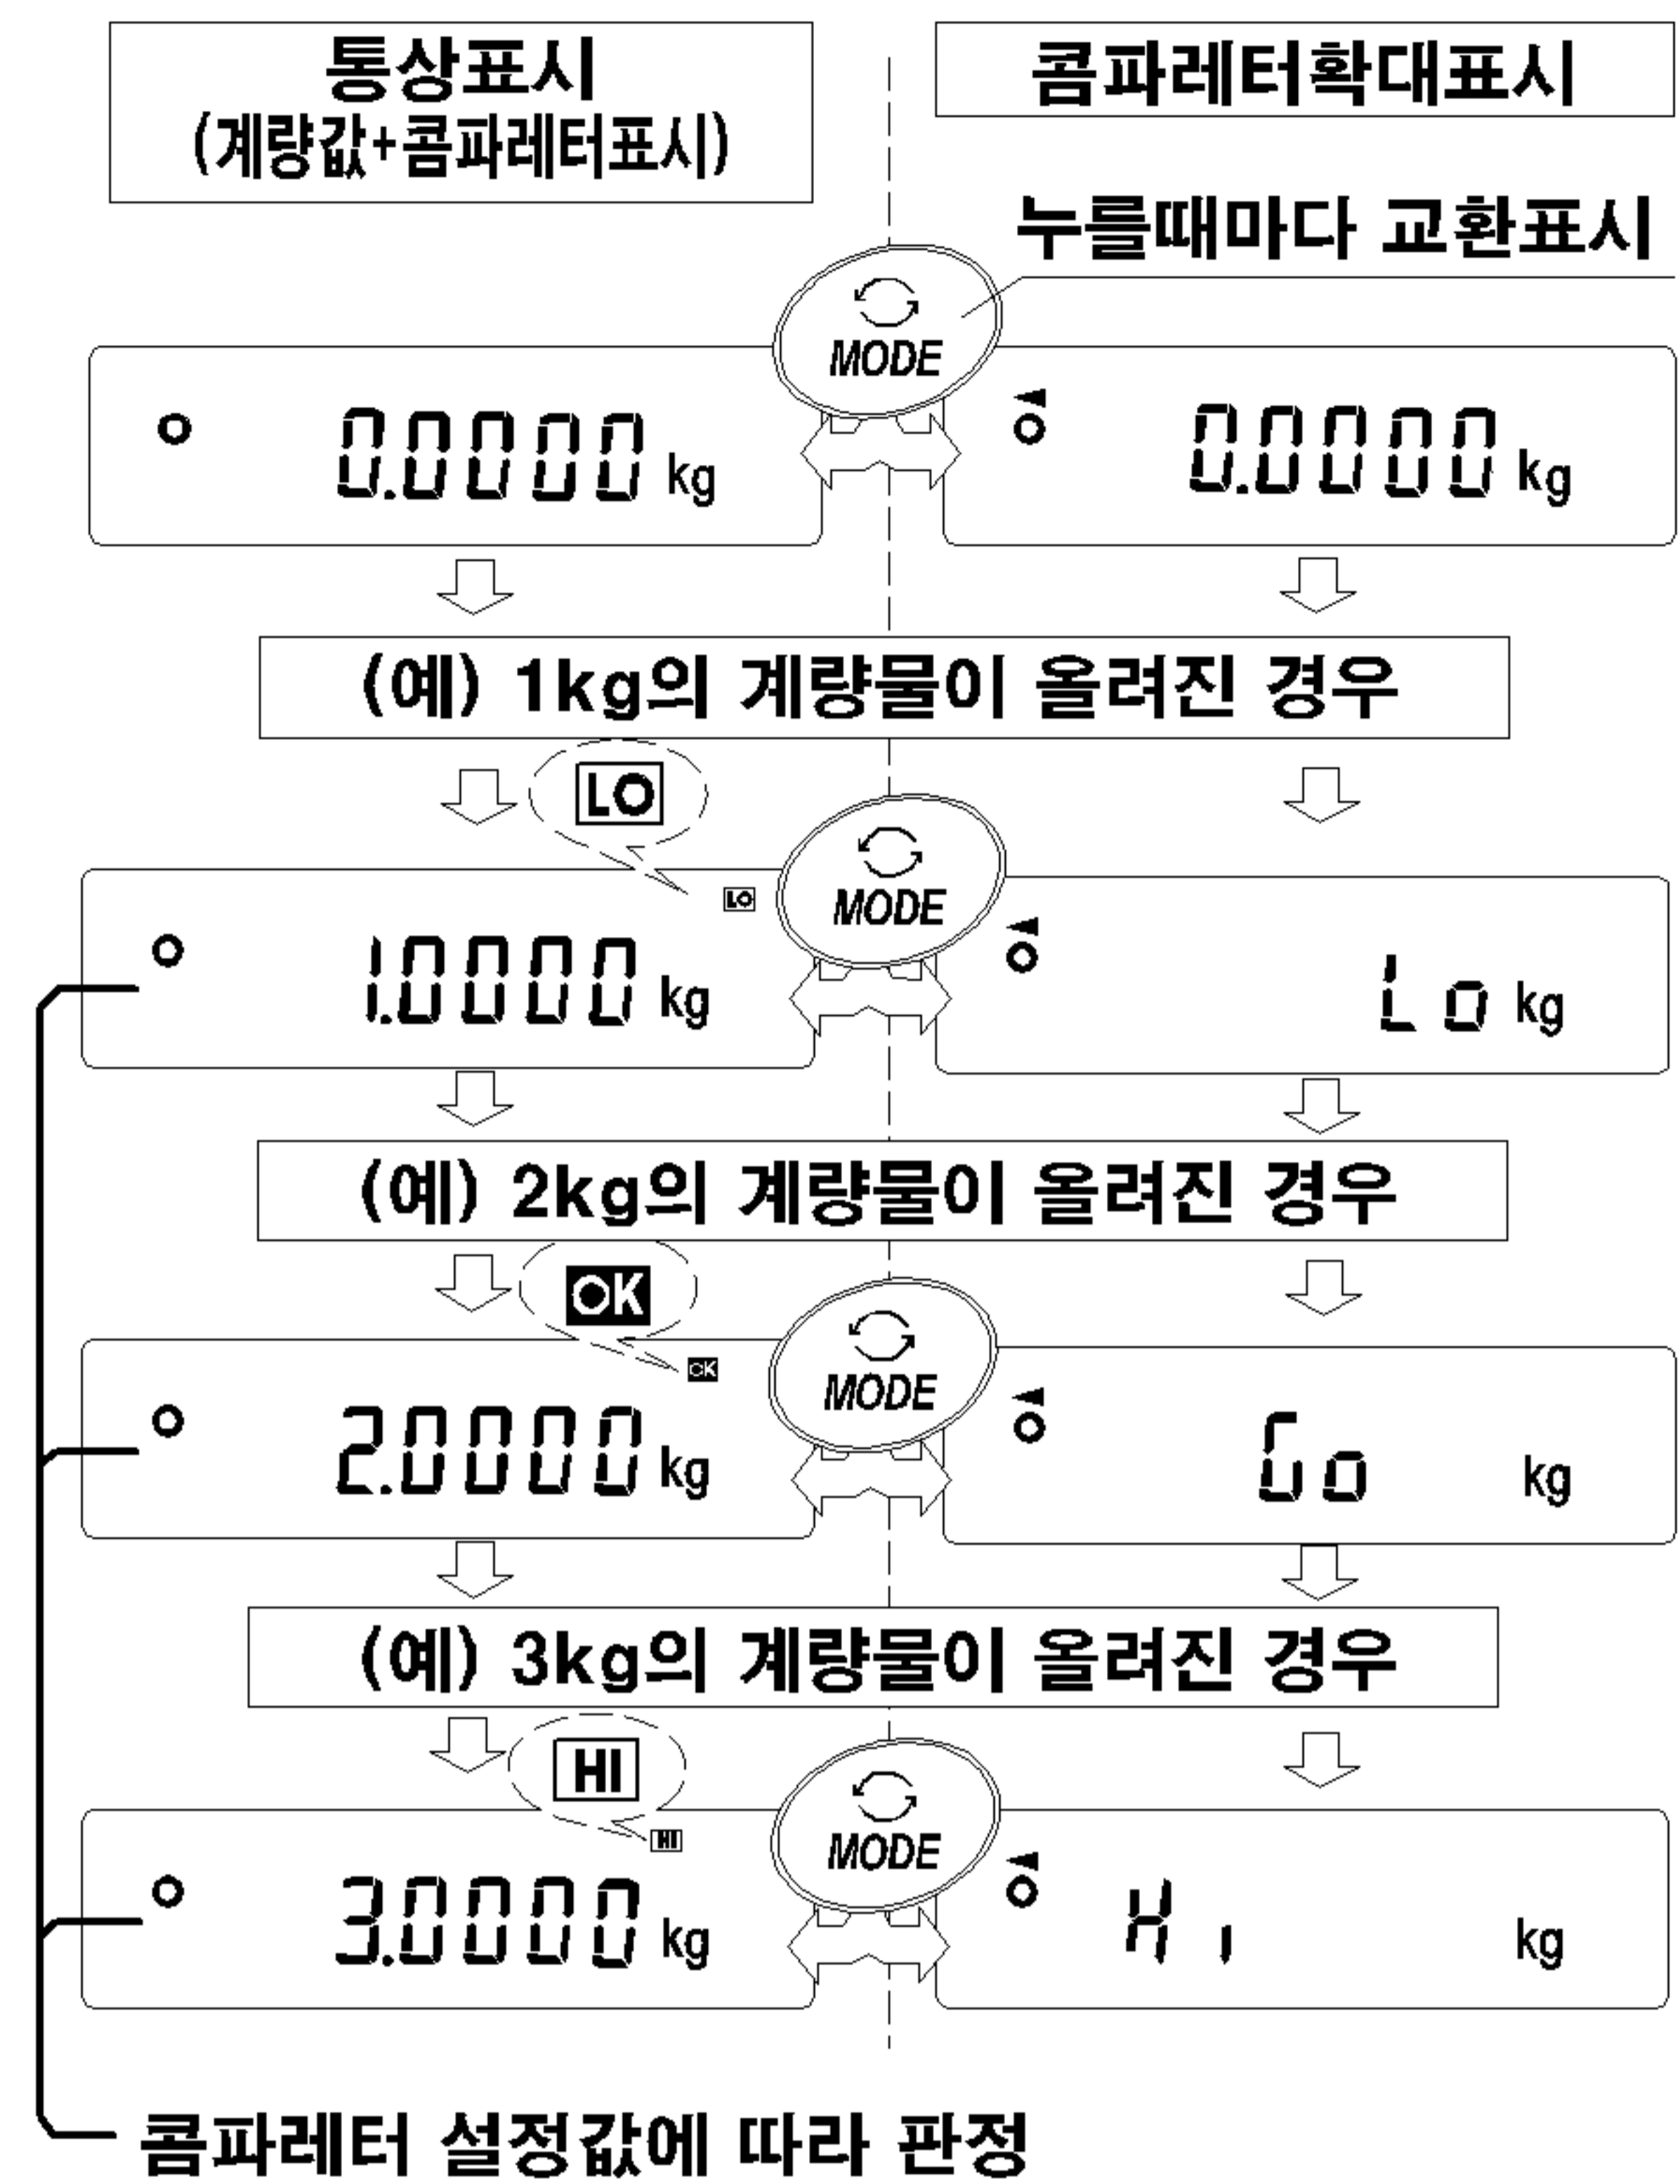 통상표시
(계량값+콤파레터표시)
콤파레터확대표시
누를때마다 교환표시
MODE
0.0000 kg
0.0000 kg
(예) 1kg의 계량물이 올려진 경우
LO
LO
MODE
1.0000 kg
Lo kg
(예) 2kg의 계량물이 올려진 경우
OK
OK
MODE
2.0000 kg
Go kg
(예) 3kg의 계량물이 올려진 경우
HI
HI
MODE
3.0000 kg
Hi kg
콤파레터 설정값에 따라 판정